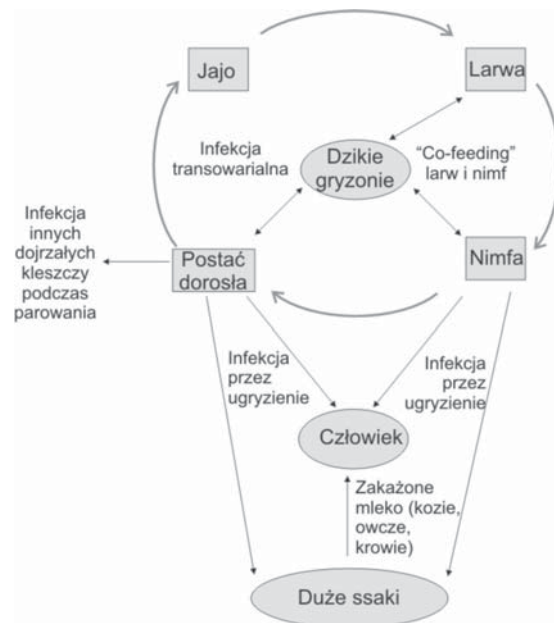 Jajo
Larwa
Infekcja
transowarialna
Dzikie
gryzonie
“Co-feeding”
larw i nimf
Infekcja
innych
dojrzałych
kleszczy
podczas
parowania
Postać
dorosła
Nimfa
Infekcja
przez
ugryzienie
Infekcja
przez
ugryzienie
Człowiek
Zakażone
mleko (kozie,
owcze,
krowie)
Duże ssaki